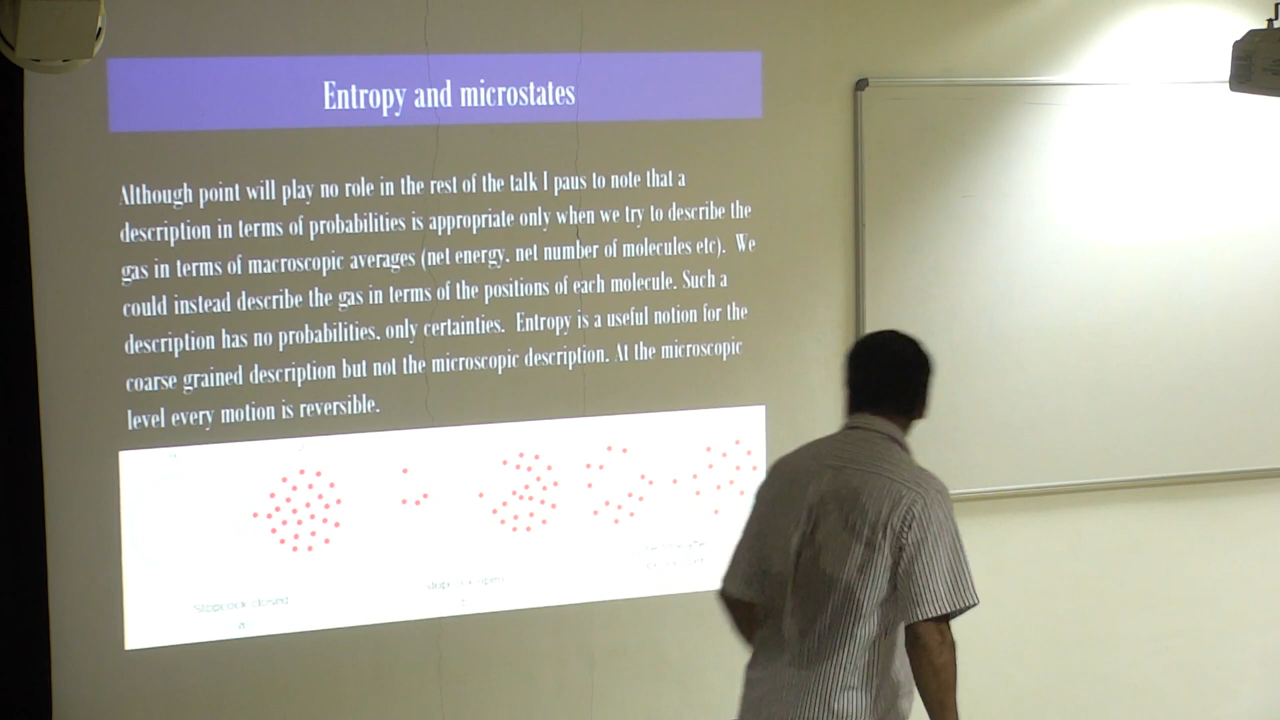 Entropy and microstates
Although point will play no role in the rest of the talk I paus to note that a
description in terms of probabilities is appropriate only when we try to describe the
gas in terms of macroscopic averages (net energy, net number of molecules etc). We
could instead describe the gas in terms of the positions of each molecule. Such a
description has no probabilities, only certainties. Entropy is a useful notion for the
coarse grained description but not the microscopic description. At the microscopic
level every motion is reversible.
Stopcock closed
stopcock open